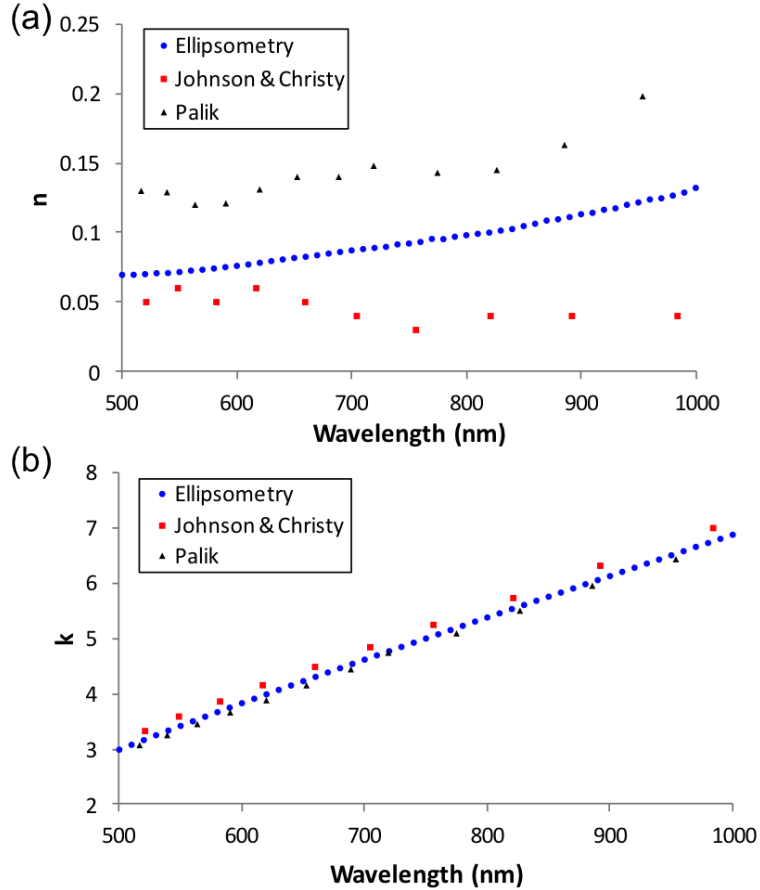 (a)
0.25
0.2
0.15
0.1
0.05
0
n
Ellipsometry
Johnson & Christy
Palik
500 600 700 800 900 1000
Wavelength (nm)
(b)
8
7
6
5
4
3
2
k
Ellipsometry
Johnson & Christy
Palik
500 600 700 800 900 1000
Wavelength (nm)